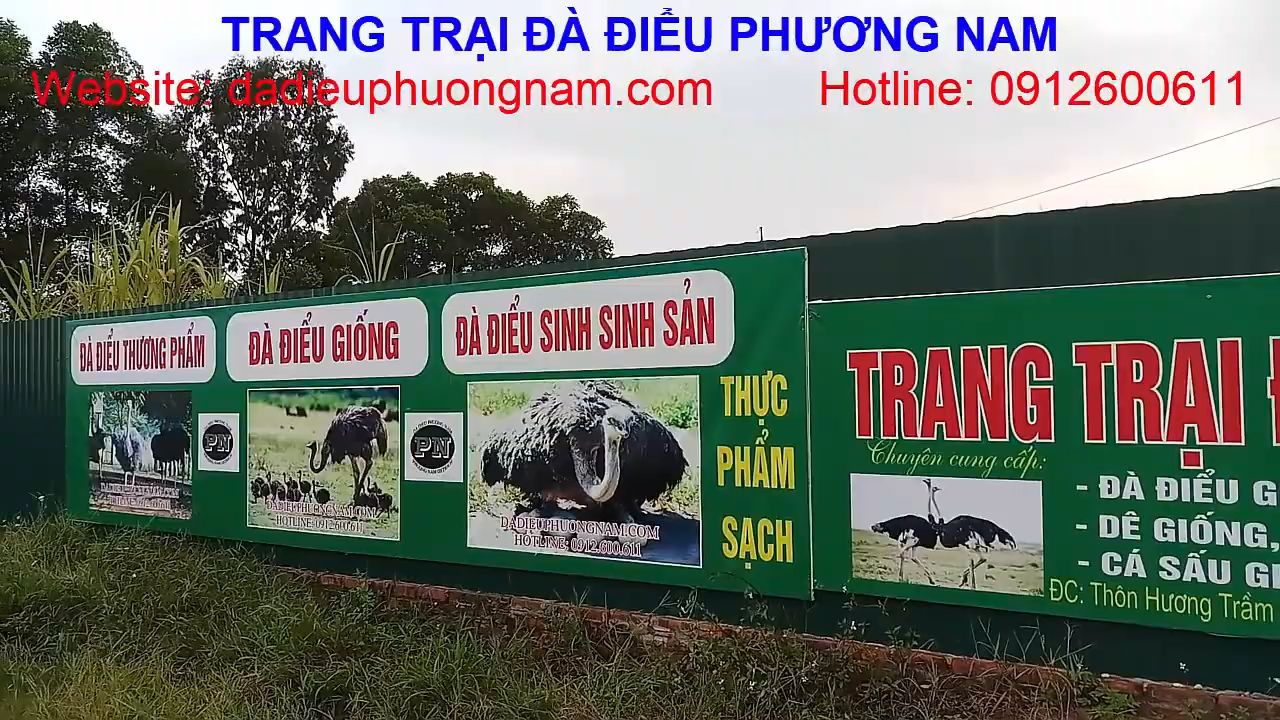 TRANG TRẠI ĐÀ ĐIỂU PHƯƠNG NAM
Website: dadieuphuongnam.com Hotline: 0912600611
ĐÀ ĐIỂU THƯƠNG PHẨM
ĐÀ ĐIỂU GIỐNG
ĐÀ ĐIỂU SINH SINH SẢN
PN
DADIEUPHUONGNAM.COM
HOTLINE: 0912.600.611
PN
DADIEUPHUONGNAM.COM
HOTLINE: 0912.600.611
THỰC
PHẨM
SẠCH
TRANG TRẠI
Chuyên cung cấp:
- ĐÀ ĐIỂU G
- DÊ GIỐNG,
- CÁ SẤU GI
ĐC: Thôn Hương Trầm